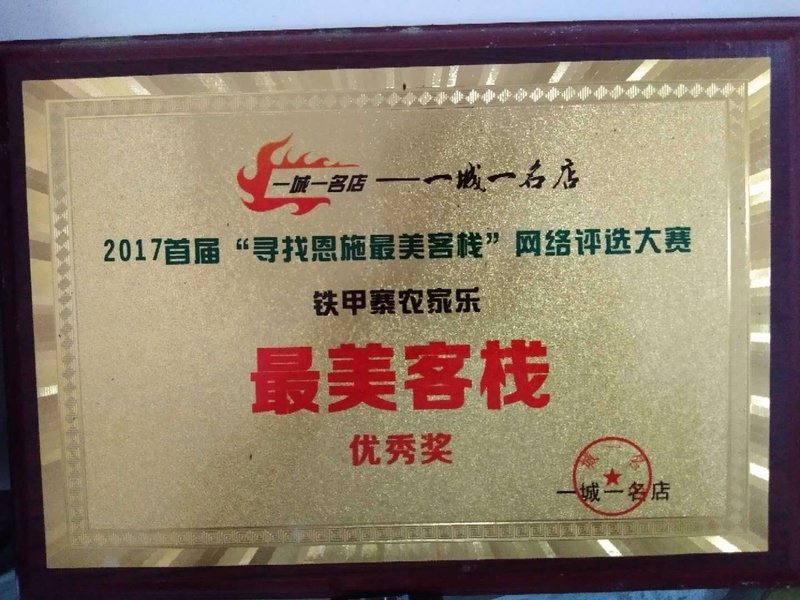 一城一名店 ——一城一名店
2017首届“寻找恩施最美客栈”网络评选大赛
铁甲寨农家乐
最美客栈
优秀奖
一城一名店